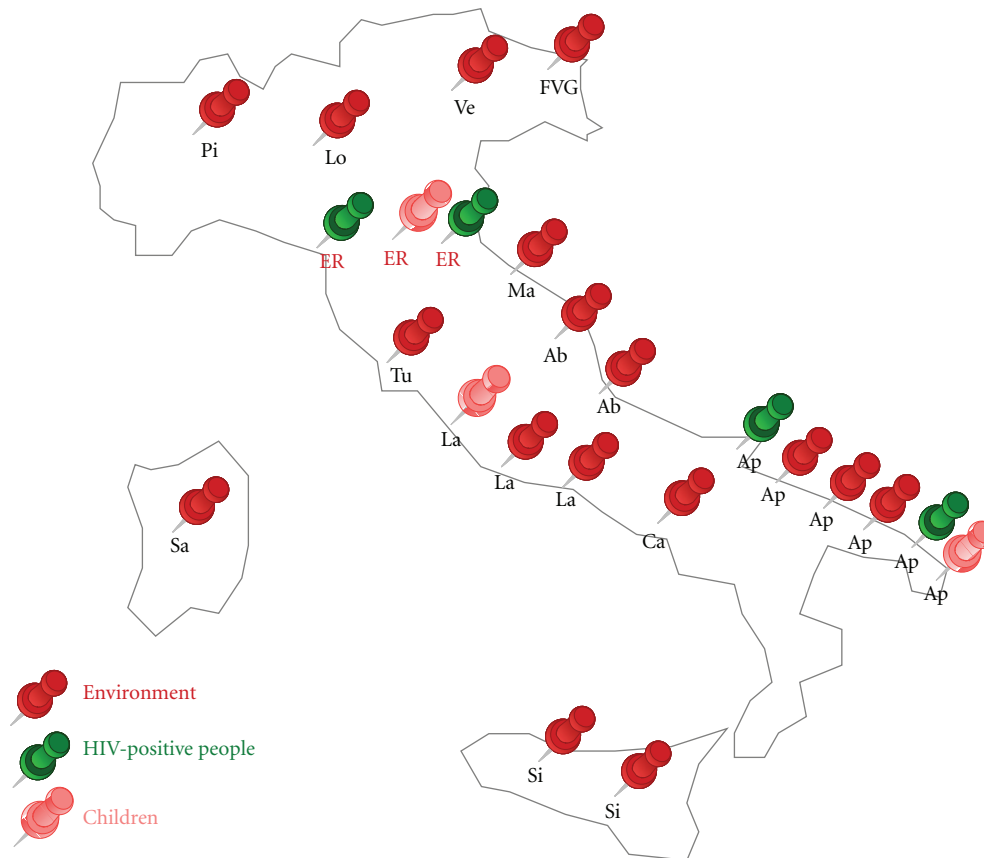 FVG
Ve
Pi
Lo
ER
ER
ER
Ma
Ab
Tu
Ab
La
Ap
La
La
Ap
Ap
Ca
Ap
Sa
Ap
Ap
Environment
HIV-positive people
Si
Si
Children